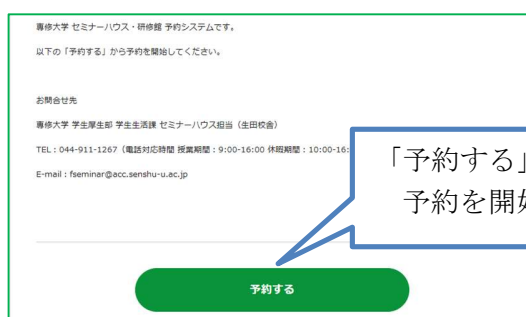 専修大学 セミナーハウス・研修館 予約システムです。
以下の「予約する」から予約を開始してください。
お問合せ先
専修大学 学生厚生部 学生生活課 セミナーハウス担当（生田校舎）
TEL：044-911-1267（電話対応時間 授業期間：9:00-16:00 休暇期間：10:00-16:
E-mail：fseminar@acc.senshu-u.ac.jp
「予約する」
予約を開始
予約する